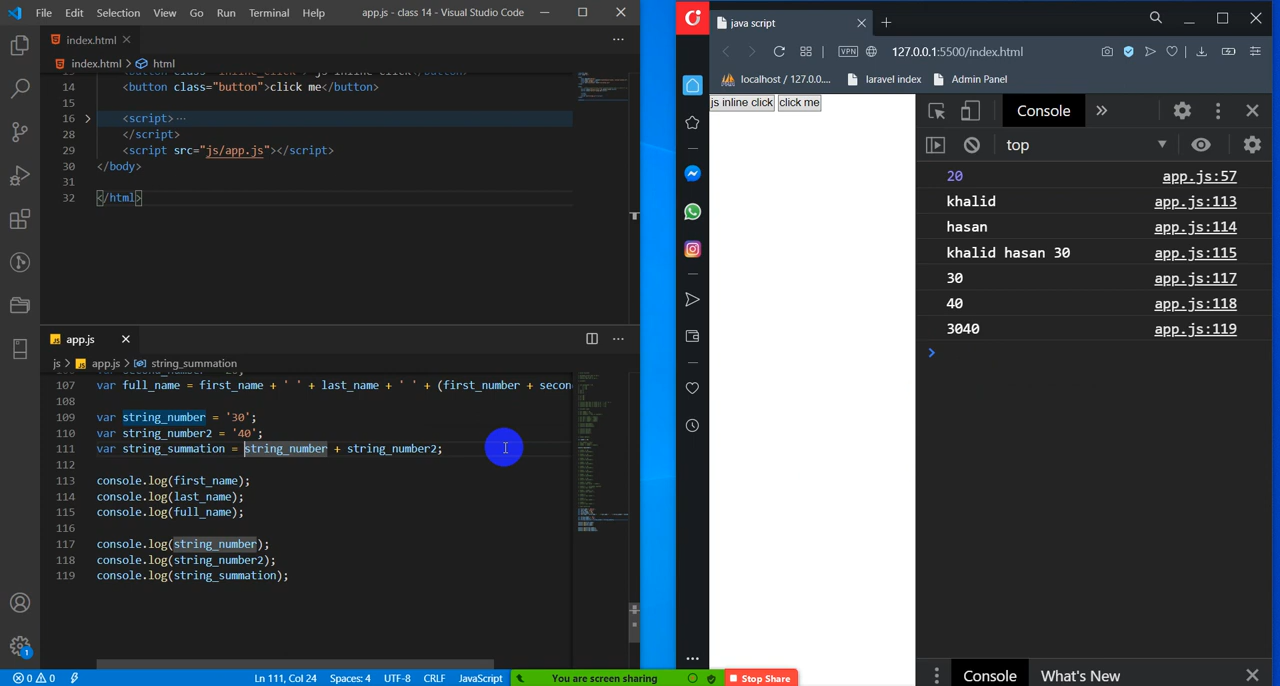 File Edit Selection View Go Run Terminal Help app.js - class 14 - Visual Studio Code
index.html
index.html > html
14 <button class="button">click me</button>
15
16 <script>
28 </script>
29 <script src="js/app.js"></script>
30 </body>
31
32 </html>
app.js
js > app.js > string_summation
107 var full_name = first_name + ' ' + last_name + ' ' + (first_number + secon
108
109 var string_number = '30';
110 var string_number2 = '40';
111 var string_summation = string_number + string_number2;
112
113 console.log(first_name);
114 console.log(last_name);
115 console.log(full_name);
116
117 console.log(string_number);
118 console.log(string_number2);
119 console.log(string_summation);
1
0 0 Ln 111, Col 24 Spaces: 4 UTF-8 CRLF JavaScript You are screen sharing Stop Share
java script
VPN 127.0.0.1:5500/index.html
localhost / 127.0.0.... laravel index Admin Panel
js inline click click me
Console
top
20 app.js:57
khalid app.js:113
hasan app.js:114
khalid hasan 30 app.js:115
30 app.js:117
40 app.js:118
3040 app.js:119
Console What's New